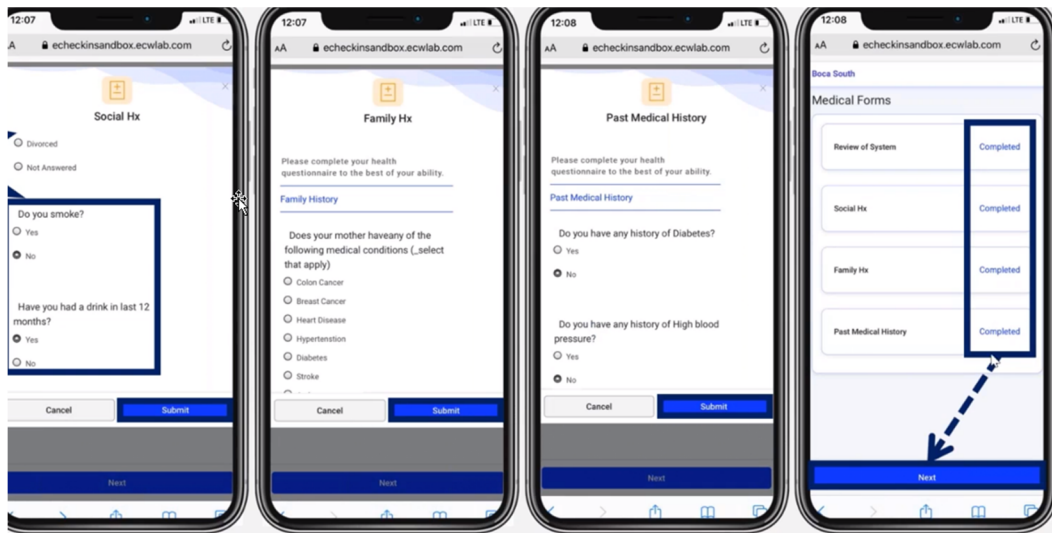 12:07
LTE
AA echeckinsandbox.ecwlab.com
Social Hx
Divorced
Not Answered
Do you smoke?
Yes
No
Have you had a drink in last 12
months?
Yes
No
Cancel Submit
Next
12:07
LTE
AA echeckinsandbox.ecwlab.com
Family Hx
Please complete your health
questionnaire to the best of your ability.
Family History
Does your mother haveany of the
following medical conditions (_select
that apply)
Colon Cancer
Breast Cancer
Heart Disease
Hypertenstion
Diabetes
Stroke
Cancel Submit
Next
12:08
LTE
AA echeckinsandbox.ecwlab.com
Past Medical History
Please complete your health
questionnaire to the best of your ability.
Past Medical History
Do you have any history of Diabetes?
Yes
No
Do you have any history of High blood
pressure?
Yes
No
Cancel Submit
Next
12:08
LTE
AA echeckinsandbox.ecwlab.com
Boca South
Medical Forms
Review of System Completed
Social Hx Completed
Family Hx Completed
Past Medical History Completed
Next